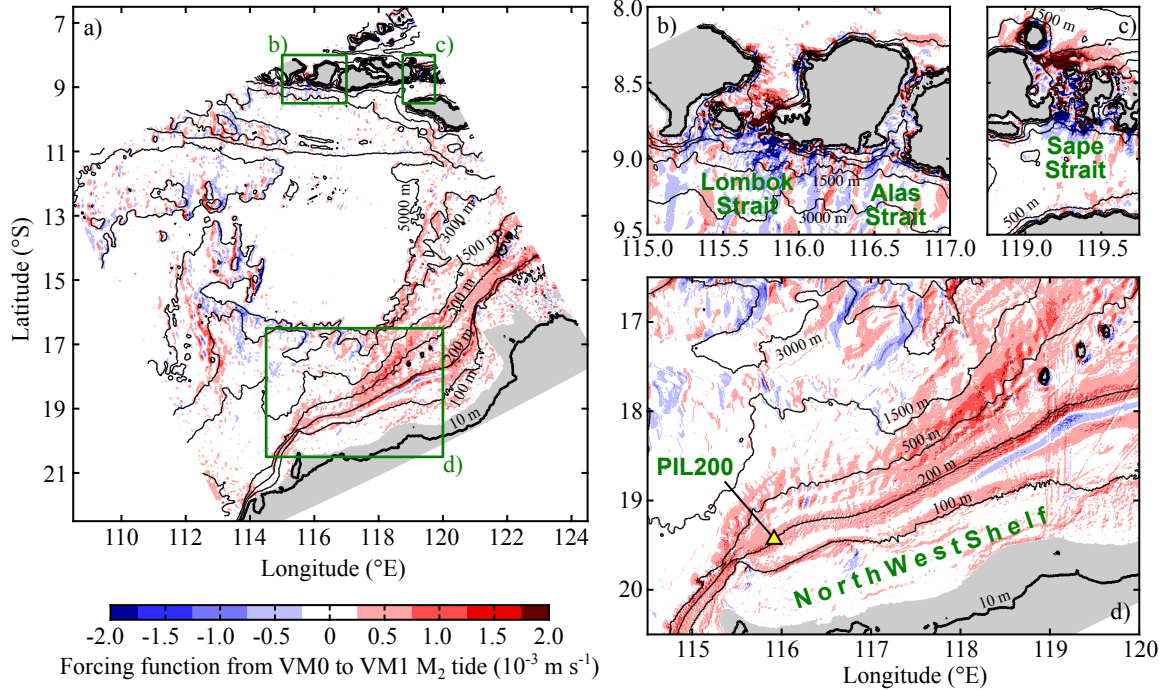 a)
b)
c)
d)
7
9
11
13
15
17
19
21
Latitude (°S)
110
112
114
116
118
120
122
124
Longitude (°E)
5000 m
3000 m
1500 m
500 m
200 m
100 m
10 m
-2.0
-1.5
-1.0
-0.5
0
0.5
1.0
1.5
2.0
Forcing function from VM0 to VM1 M₂ tide (10⁻³ m s⁻¹)
b)
8.0
8.5
9.0
9.5
115.0
115.5
116.0
116.5
117.0
Lombok
Strait
Alas
Strait
1500 m
3000 m
c)
1500 m
Sape
Strait
500 m
119.0
119.5
17
18
19
20
3000 m
1500 m
500 m
200 m
100 m
PIL200
North West Shelf
10 m
d)
115
116
117
118
119
120
Longitude (°E)